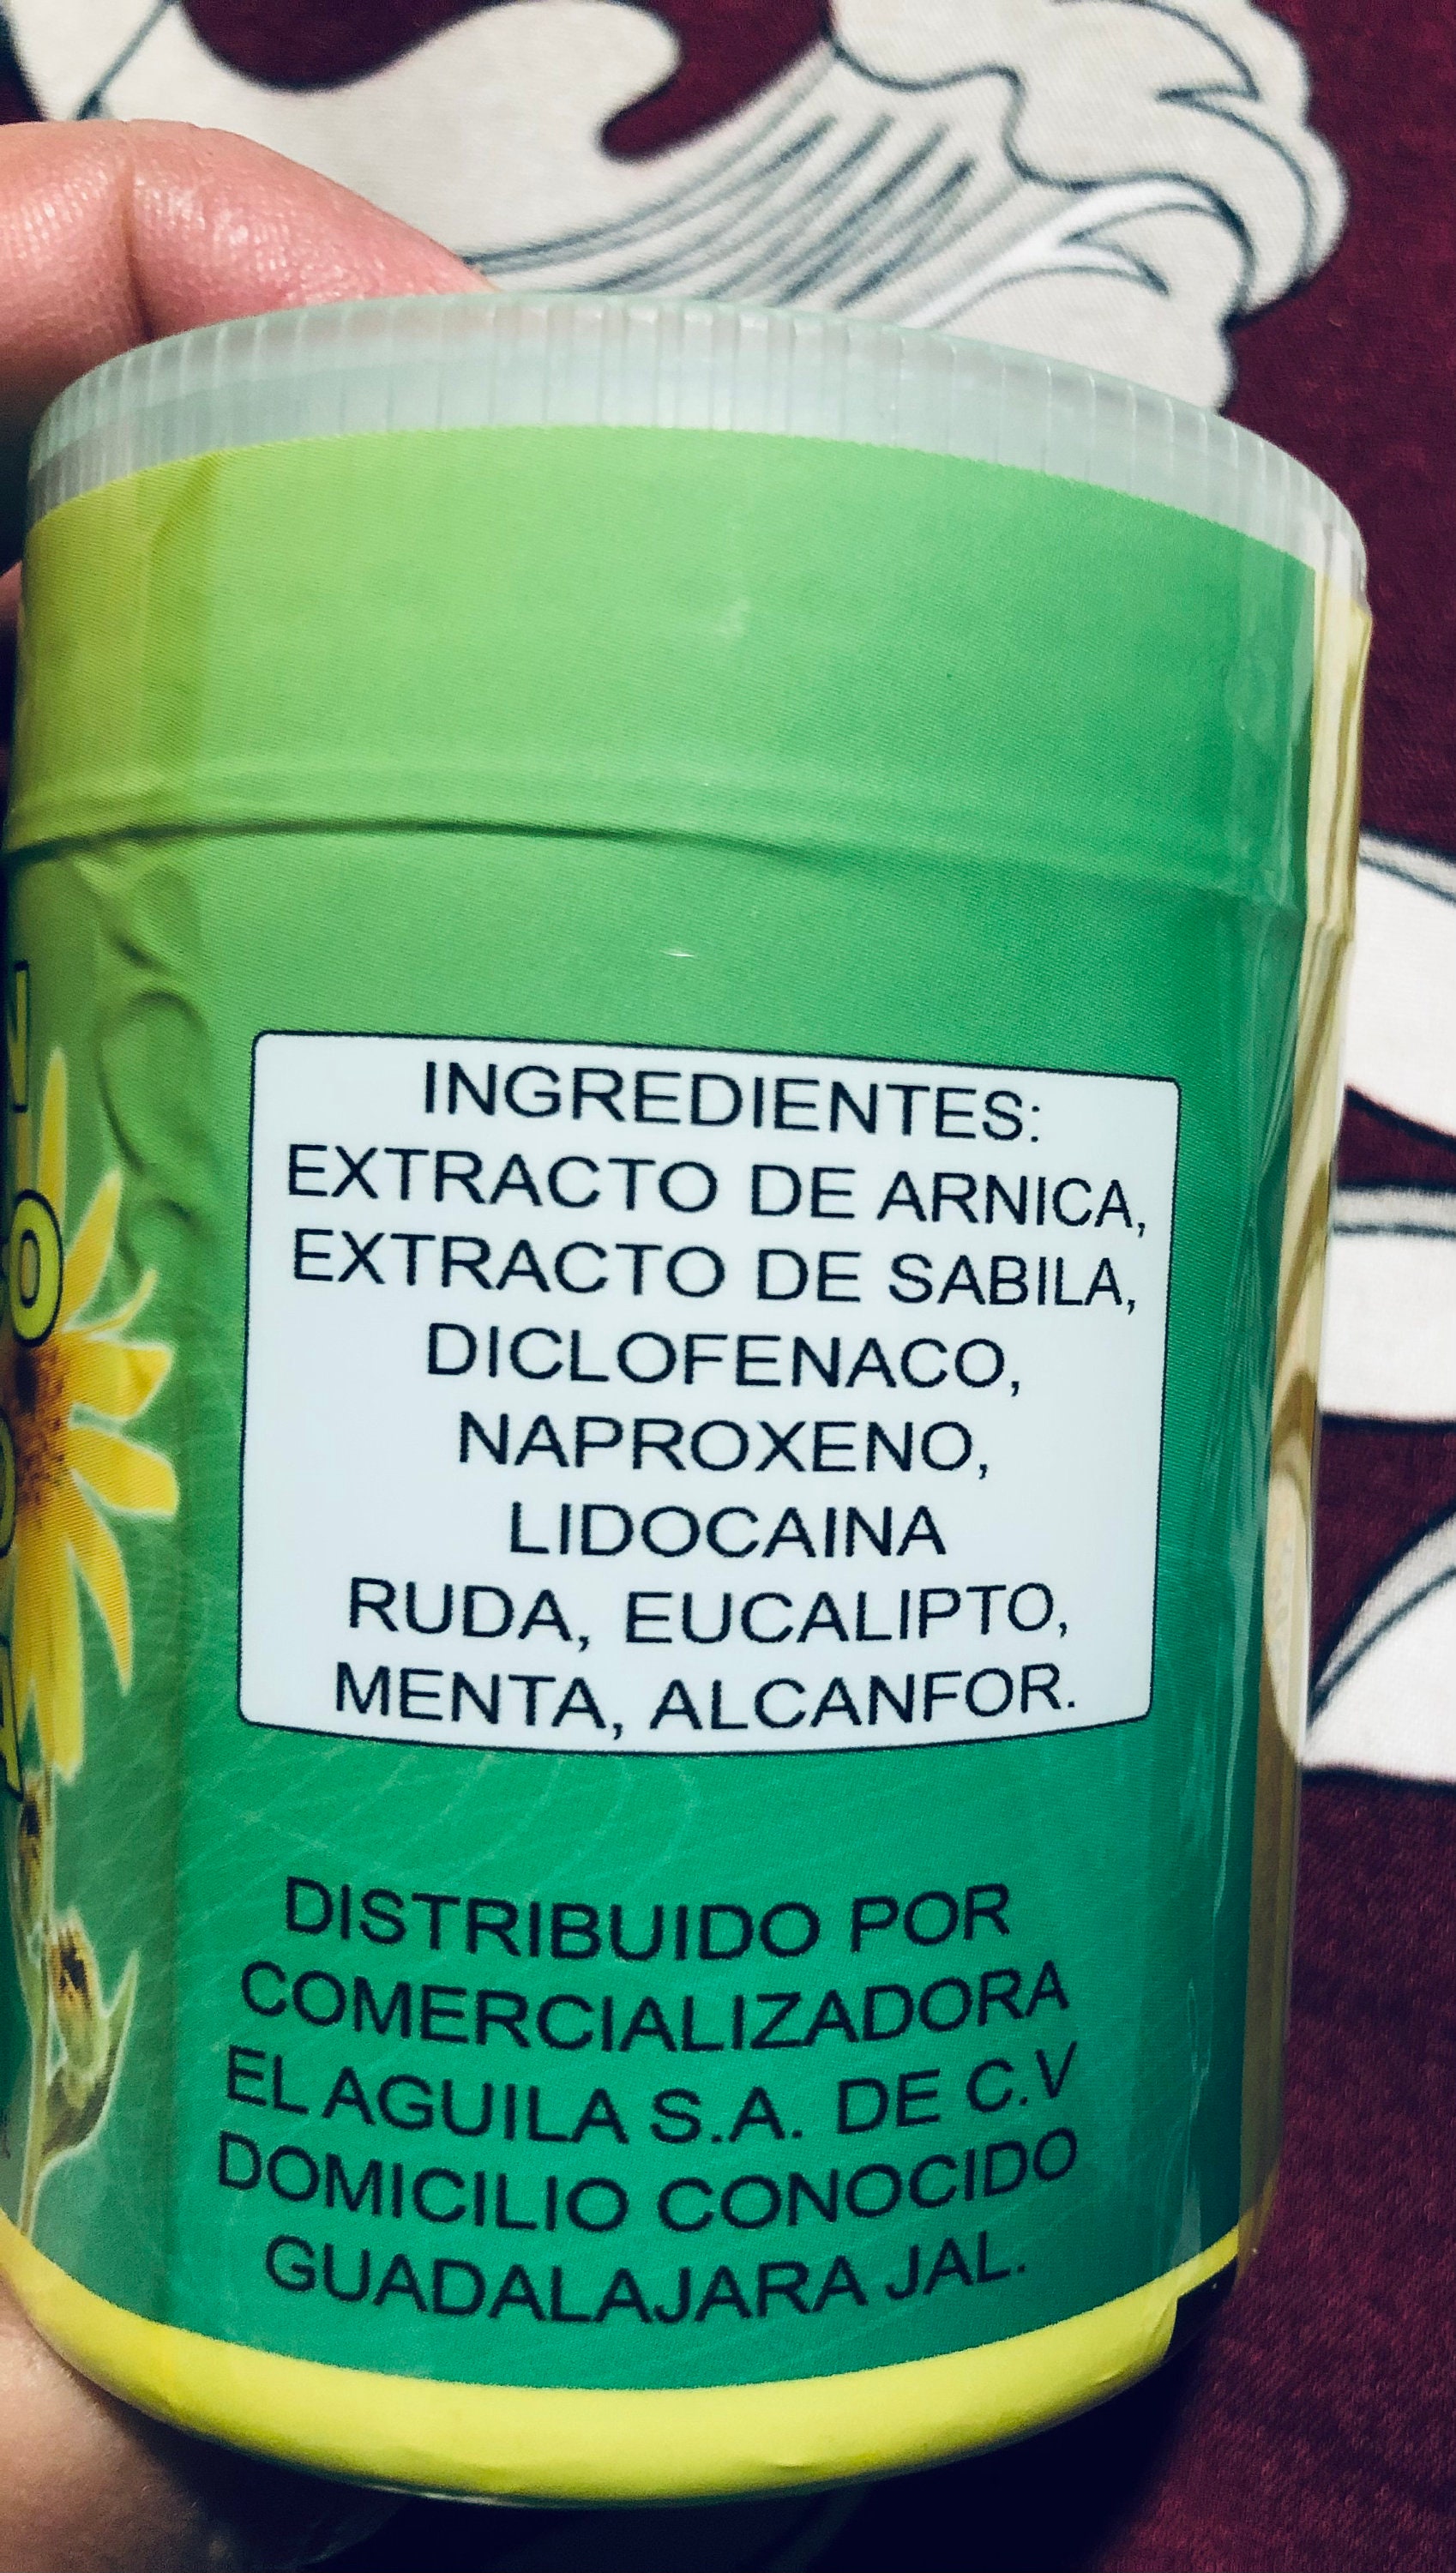 INGREDIENTES:
EXTRACTO DE ARNICA,
EXTRACTO DE SABILA,
DICLOFENACO,
NAPROXENO,
LIDOCAINA
RUDA, EUCALIPTO,
MENTA, ALCANFOR.
DISTRIBUIDO POR
COMERCIALIZADORA
EL AGUILA S.A. DE C.V
DOMICILIO CONOCIDO
GUADALAJARA JAL.